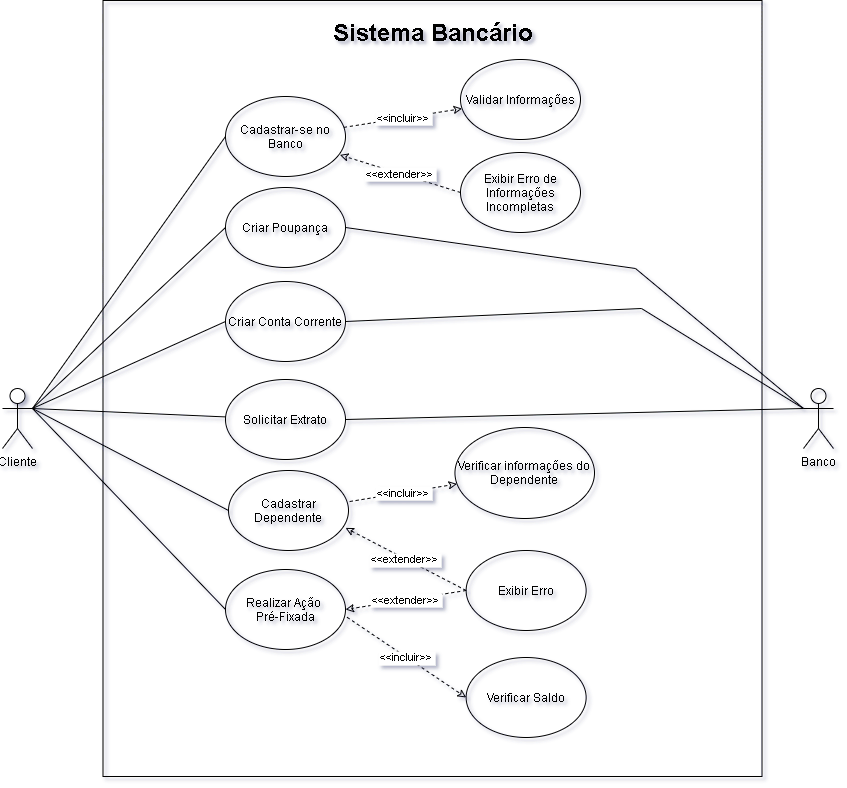 Sistema Bancário
Validar Informações
<<incluir>>
Cadastrar-se no
Banco
<<extender>>
Exibir Erro de
Informações
Incompletas
Criar Poupança
Criar Conta Corrente
Solicitar Extrato
Cliente
Banco
Verificar informações do
Dependente
<<incluir>>
Cadastrar
Dependente
<<extender>>
Exibir Erro
<<extender>>
Realizar Ação
Pré-Fixada
<<incluir>>
Verificar Saldo